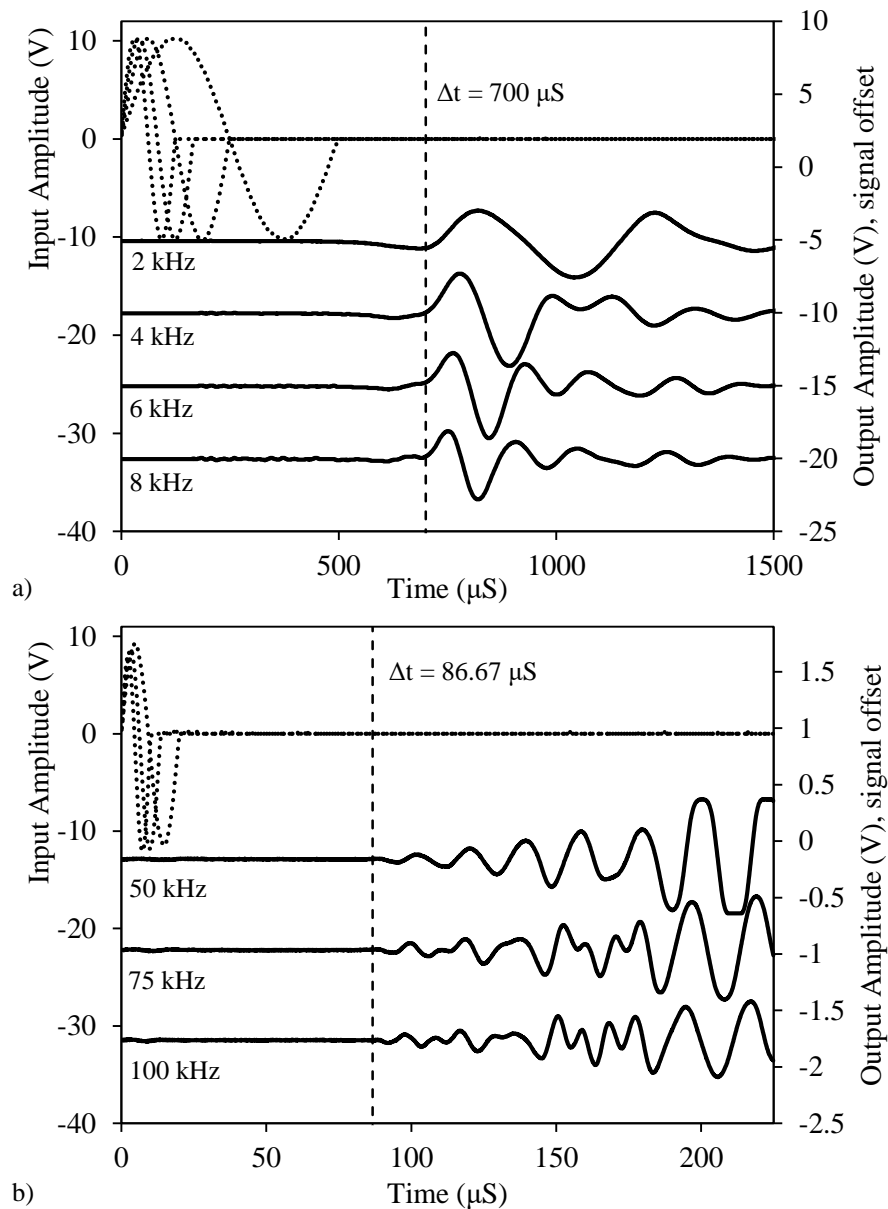 10
0
-10
-20
-30
-40
Input Amplitude (V)
Δt = 700 μS
2 kHz
4 kHz
6 kHz
8 kHz
10
5
0
-5
-10
-15
-20
-25
Output Amplitude (V), signal offset
0
500
1000
1500
Time (μS)
a)
10
0
-10
-20
-30
-40
Input Amplitude (V)
Δt = 86.67 μS
50 kHz
75 kHz
100 kHz
1.5
1
0.5
0
-0.5
-1
-1.5
-2
-2.5
Output Amplitude (V), signal offset
0
50
100
150
200
Time (μS)
b)